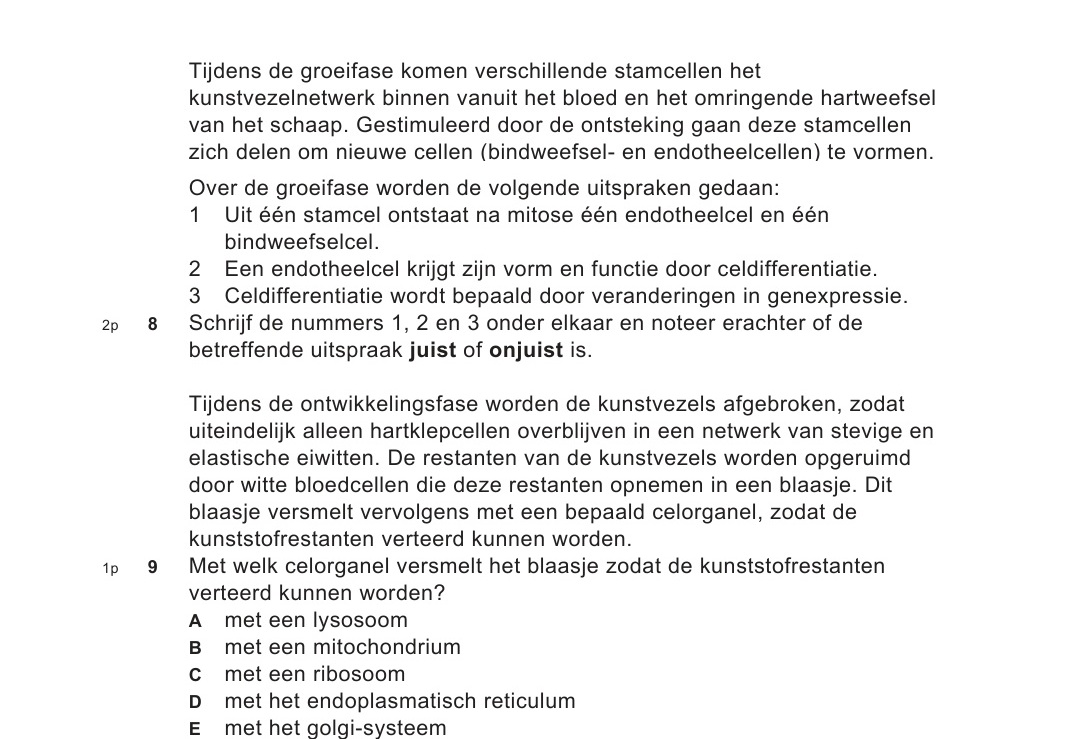 Tijdens de groeifase komen verschillende stamcellen het
kunstvezelnetwerk binnen vanuit het bloed en het omringende hartweefsel
van het schaap. Gestimuleerd door de ontsteking gaan deze stamcellen
zich delen om nieuwe cellen (bindweefsel- en endotheelcellen) te vormen.
Over de groeifase worden de volgende uitspraken gedaan:
1 Uit één stamcel ontstaat na mitose één endotheelcel en één
bindweefselcel.
2 Een endotheelcel krijgt zijn vorm en functie door celdifferentiatie.
3 Celdifferentiatie wordt bepaald door veranderingen in genexpressie.
2p 8 Schrijf de nummers 1, 2 en 3 onder elkaar en noteer erachter of de
betreffende uitspraak juist of onjuist is.
Tijdens de ontwikkelingsfase worden de kunstvezels afgebroken, zodat
uiteindelijk alleen hartklepcellen overblijven in een netwerk van stevige en
elastische eiwitten. De restanten van de kunstvezels worden opgeruimd
door witte bloedcellen die deze restanten opnemen in een blaasje. Dit
blaasje versmelt vervolgens met een bepaald celorganel, zodat de
kunststofrestanten verteerd kunnen worden.
1p 9 Met welk celorganel versmelt het blaasje zodat de kunststofrestanten
verteerd kunnen worden?
A met een lysosoom
B met een mitochondrium
C met een ribosoom
D met het endoplasmatisch reticulum
E met het golgi-systeem